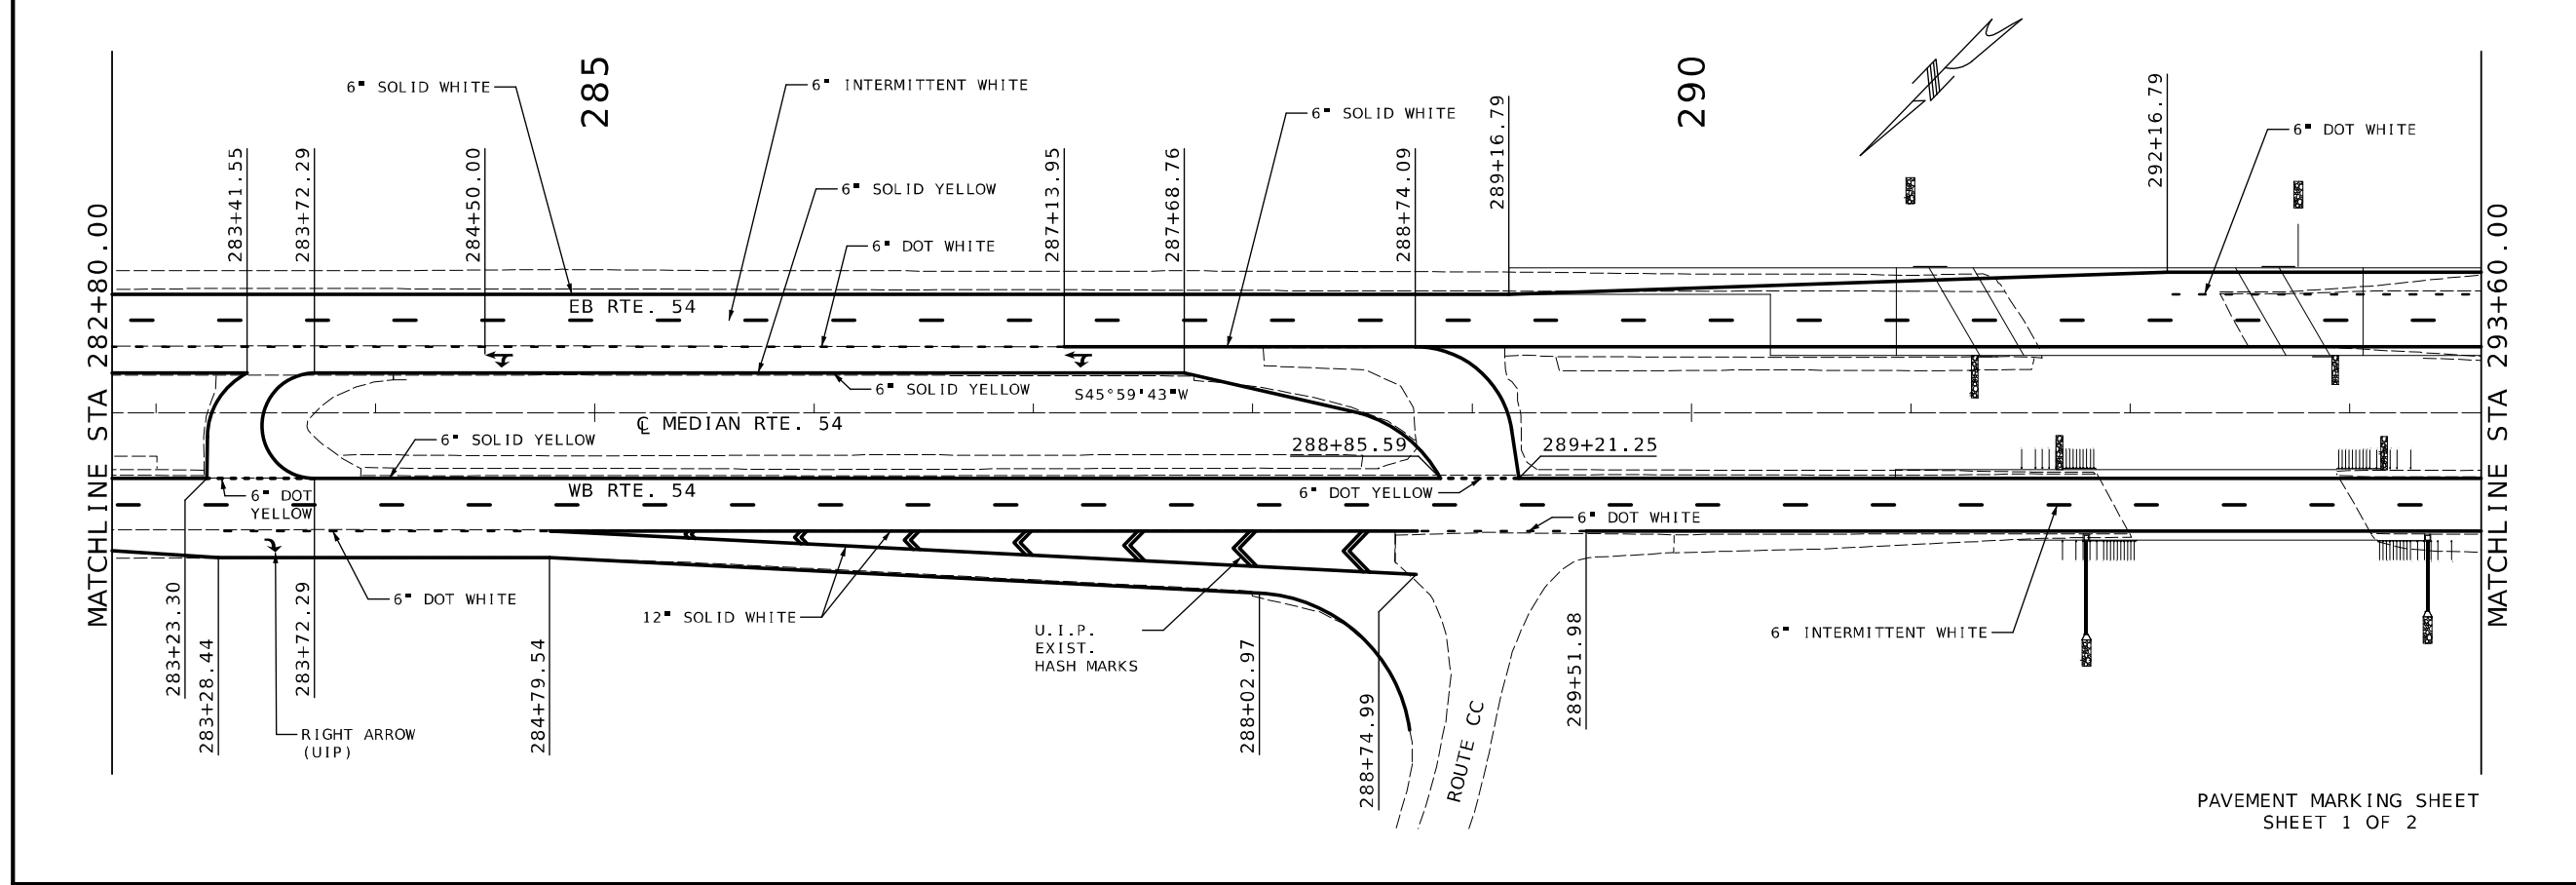 6" SOLID WHITE
285
6" INTERMITTENT WHITE
6" SOLID WHITE
290
6" DOT WHITE
283+41.55
283+72.29
284+50.00
6" SOLID YELLOW
6" DOT WHITE
287+13.95
287+68.76
288+74.09
289+16.79
292+16.79
MATCHLINE STA 282+80.00
MATCHLINE STA 293+60.00
EB RTE. 54
6" SOLID YELLOW
S45°59'43"W
℄ MEDIAN RTE. 54
6" SOLID YELLOW
288+85.59
289+21.25
WB RTE. 54
6" DOT
YELLOW
6" DOT YELLOW
6" DOT WHITE
6" DOT WHITE
12" SOLID WHITE
U.I.P.
EXIST.
HASH MARKS
6" INTERMITTENT WHITE
283+23.30
283+28.44
283+72.29
284+79.54
288+02.97
288+74.99
289+51.98
RIGHT ARROW
(UIP)
ROUTE CC
PAVEMENT MARKING SHEET
SHEET 1 OF 2